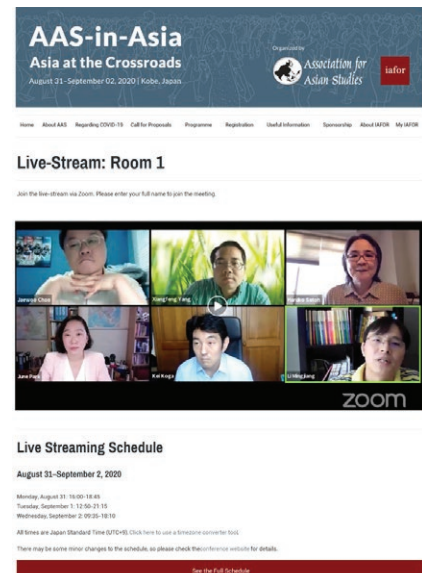 AAS-in-Asia
Asia at the Crossroads
August 31–September 02, 2020 | Kobe, Japan
Organized by
Association for
Asian Studies
iafor
Home About AAS Regarding COVID-19 Call for Proposals Programme Registration Useful Information Sponsorship About IAFOR My IAFOR
Live-Stream: Room 1
Join the live-stream via Zoom. Please enter your full name to join the meeting.
June Park
Kei Koga
Li Mingjiang
zoom
Live Streaming Schedule
August 31–September 2, 2020
Monday, August 31: 15:00-18:45
Tuesday, September 1: 12:50-21:15
Wednesday, September 2: 09:35-18:10
All times are Japan Standard Time (UTC+9). Click here to use a timezone converter tool.
There may be some minor changes to the schedule, so please check theconference website for details.
See the Full Schedule